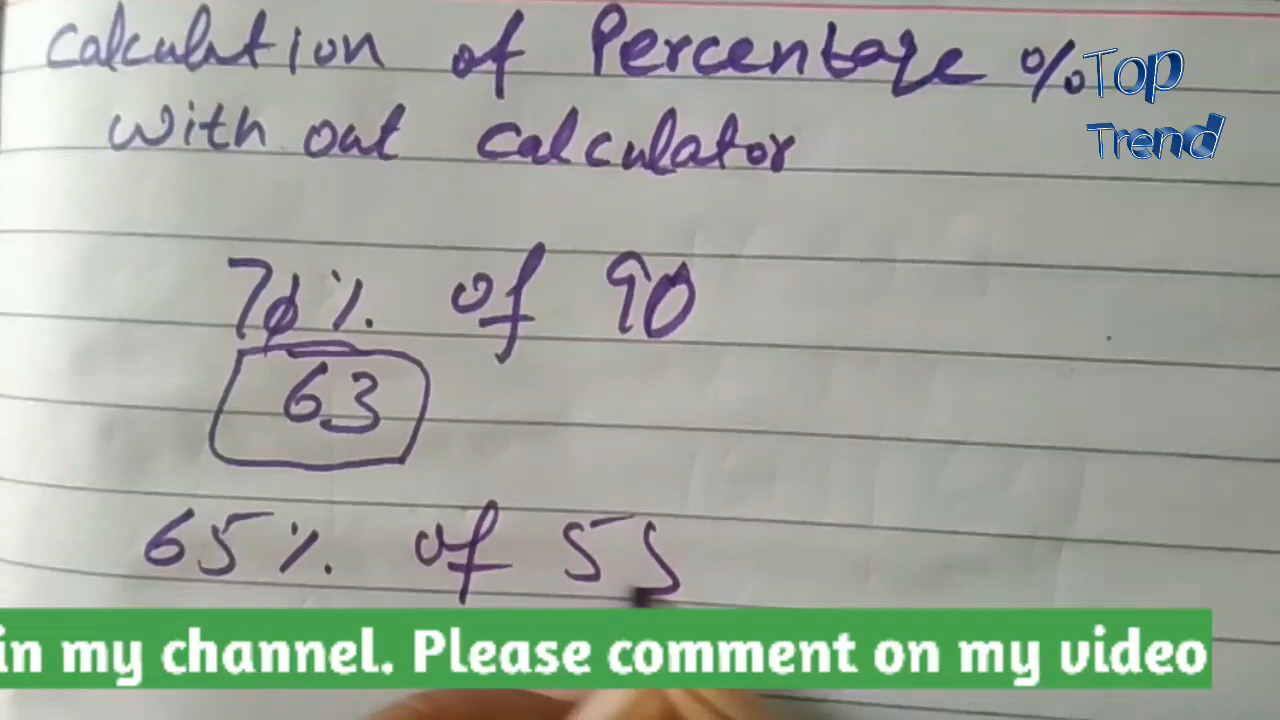 Calculation of Percentage %
with out calculator
Top
Trend
70% of 90
63
65% of 55
in my channel. Please comment on my video